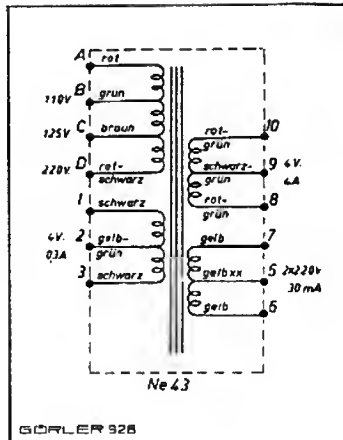 A rot
B grün
110V
C braun
125V
D rot-schwarz
220V
1 schwarz
2 gelb-grün
4V.
0,3A
3 schwarz
rot-grün 10
schwarz-grün 9
4V.
4A
rot-grün 8
gelb 7
gelb xx 5
2x220V
30 mA
gelb 6
Ne 43
GÖRLER 926